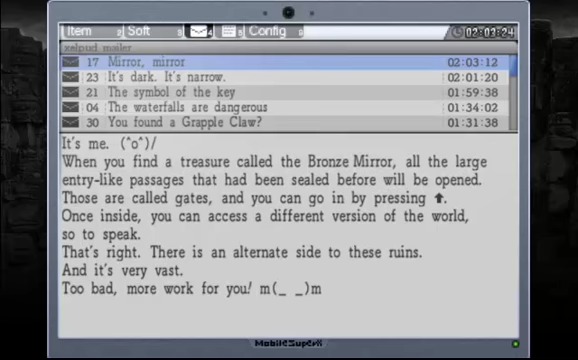 Item 2 Soft 3 4 5 Config 6 02:03:24
xelpud mailer
17 Mirror, mirror 02:03:12
23 It's dark. It's narrow. 02:01:20
21 The symbol of the key 01:59:38
04 The waterfalls are dangerous 01:34:02
30 You found a Grapple Claw? 01:31:38
It's me. (^o^)/
When you find a treasure called the Bronze Mirror, all the large
entry-like passages that had been sealed before will be opened.
Those are called gates, and you can go in by pressing ⬆.
Once inside, you can access a different version of the world,
so to speak.
That's right. There is an alternate side to these ruins.
And it's very vast.
Too bad, more work for you! m(_ _)m
MobileSuperX